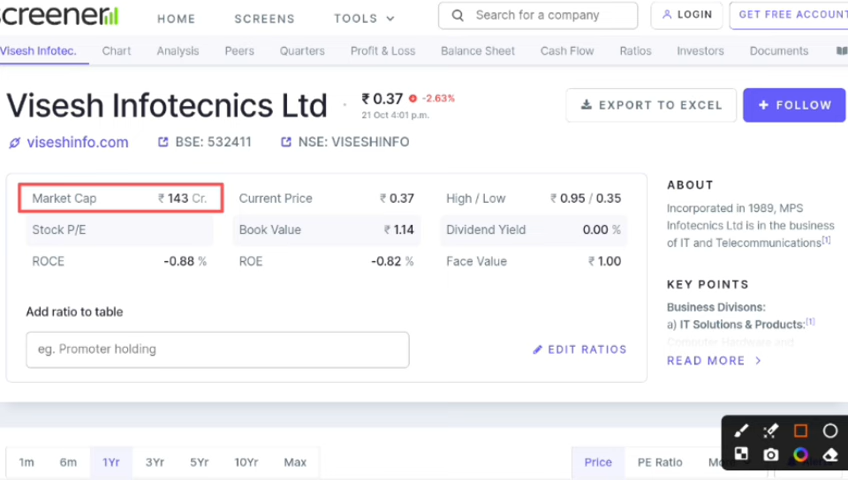 screener
HOME SCREENS TOOLS
Search for a company
LOGIN
GET FREE ACCOUNT
Visesh Infotec. Chart Analysis Peers Quarters Profit & Loss Balance Sheet Cash Flow Ratios Investors Documents
Visesh Infotecnics Ltd
₹ 0.37 -2.63%
21 Oct 4:01 p.m.
EXPORT TO EXCEL
+ FOLLOW
viseshinfo.com BSE: 532411 NSE: VISESHINFO
Market Cap ₹ 143 Cr.
Current Price ₹ 0.37
High / Low ₹ 0.95 / 0.35
Stock P/E
Book Value ₹ 1.14
Dividend Yield 0.00 %
ROCE -0.88 %
ROE -0.82 %
Face Value ₹ 1.00
Add ratio to table
eg. Promoter holding
EDIT RATIOS
ABOUT
Incorporated in 1989, MPS
Infotecnics Ltd is in the business
of IT and Telecommunications[1]
KEY POINTS
Business Divisons:
a) IT Solutions & Products:[1]
Computer Hardware and
READ MORE
1m 6m 1Yr 3Yr 5Yr 10Yr Max
Price PE Ratio